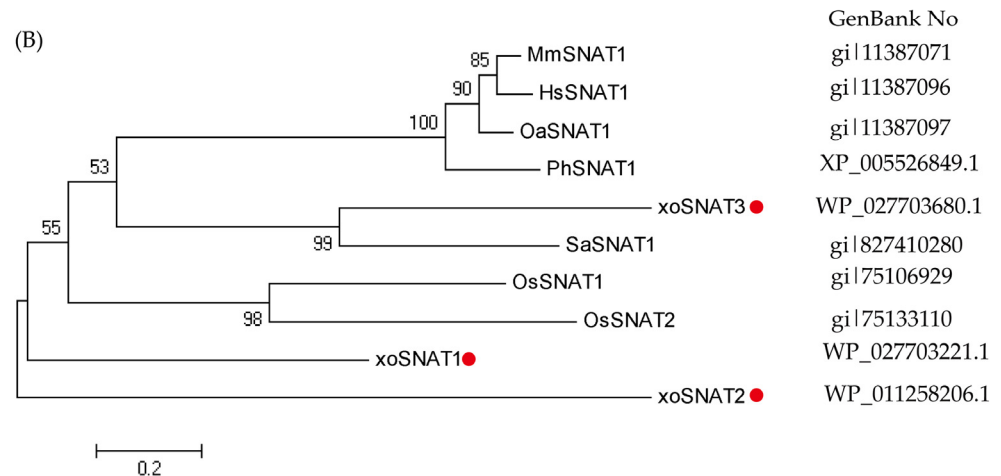 GenBank No
(B)
85 MmSNAT1 gi|11387071
90 HsSNAT1 gi|11387096
100 OaSNAT1 gi|11387097
53 PhSNAT1 XP_005526849.1
xoSNAT3 WP_027703680.1
55 99 SaSNAT1 gi|827410280
OsSNAT1 gi|75106929
98 OsSNAT2 gi|75133110
xoSNAT1 WP_027703221.1
xoSNAT2 WP_011258206.1
0.2